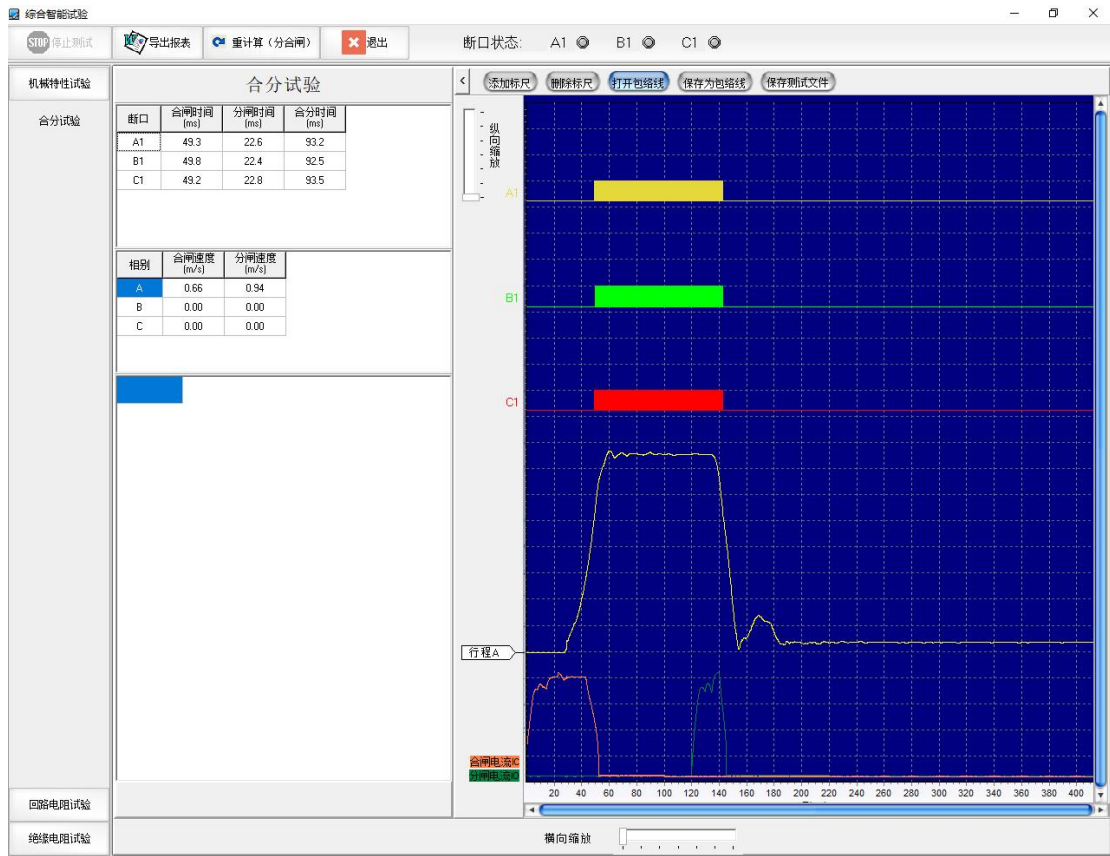 综合智能试验
STOP 停止测试 导出报表 重计算（分合闸） 退出 断口状态: A1 B1 C1
机械特性试验
合分试验
合分试验
断口 合闸时间(ms) 分闸时间(ms) 合分时间(ms)
A1 49.3 22.6 93.2
B1 49.8 22.4 92.5
C1 49.2 22.8 93.5
相别 合闸速度(m/s) 分闸速度(m/s)
A 0.66 0.94
B 0.00 0.00
C 0.00 0.00
< 添加标尺 删除标尺 打开包络线 保存为包络线 保存测试文件
纵向缩放
A1
B1
C1
行程A
合闸电流IC
分闸电流IO
20 40 60 80 100 120 140 160 180 200 220 240 260 280 300 320 340 360 380 400
回路电阻试验
绝缘电阻试验
横向缩放